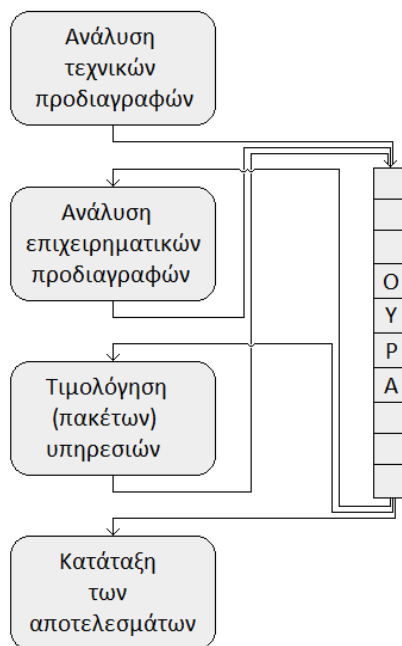 Ανάλυση
τεχνικών
προδιαγραφών
Ανάλυση
επιχειρηματικών
προδιαγραφών
Ο
Υ
Ρ
Α
Τιμολόγηση
(πακέτων)
υπηρεσιών
Κατάταξη
των
αποτελεσμάτων